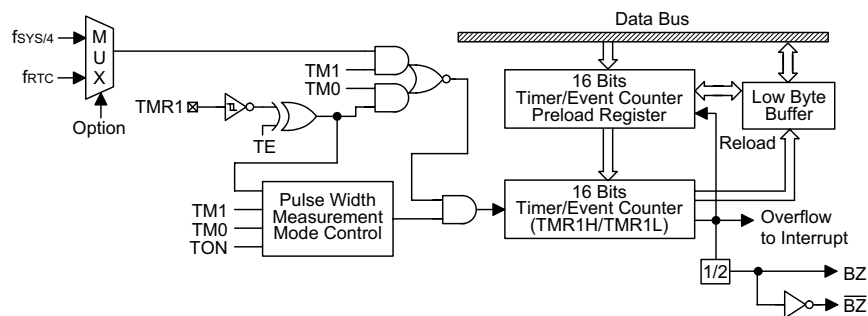 Data Bus
fSYS/4
fRTC
M
U
X
Option
TMR1
TE
TM1
TM0
16 Bits
Timer/Event Counter
Preload Register
Low Byte
Buffer
Reload
TM1
TM0
TON
Pulse Width
Measurement
Mode Control
16 Bits
Timer/Event Counter
(TMR1H/TMR1L)
Overflow
to Interrupt
1/2
BZ
B̅Z̅